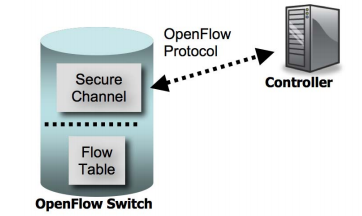 OpenFlow
Protocol
Controller
Secure
Channel
Flow
Table
OpenFlow Switch